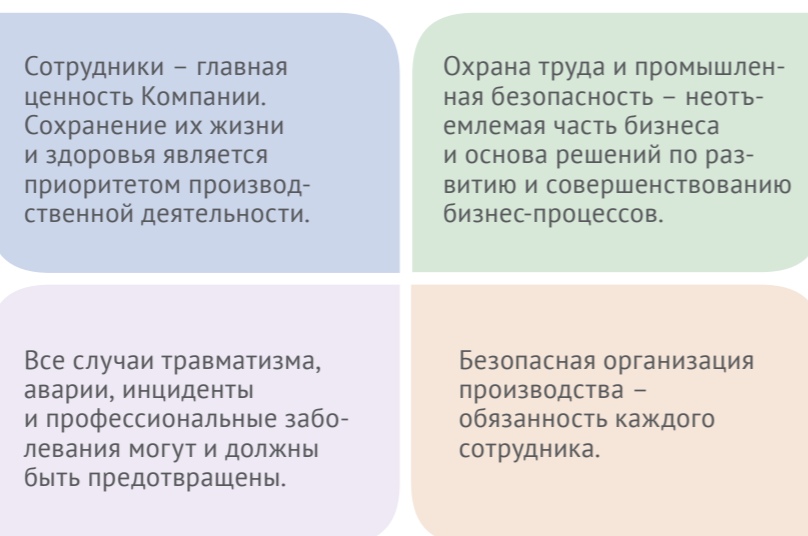 Сотрудники – главная
ценность Компании.
Сохранение их жизни
и здоровья является
приоритетом производ-
ственной деятельности.
Охрана труда и промышлен-
ная безопасность – неотъ-
емлемая часть бизнеса
и основа решений по раз-
витию и совершенствованию
бизнес-процессов.
Все случаи травматизма,
аварии, инциденты
и профессиональные забо-
левания могут и должны
быть предотвращены.
Безопасная организация
производства –
обязанность каждого
сотрудника.